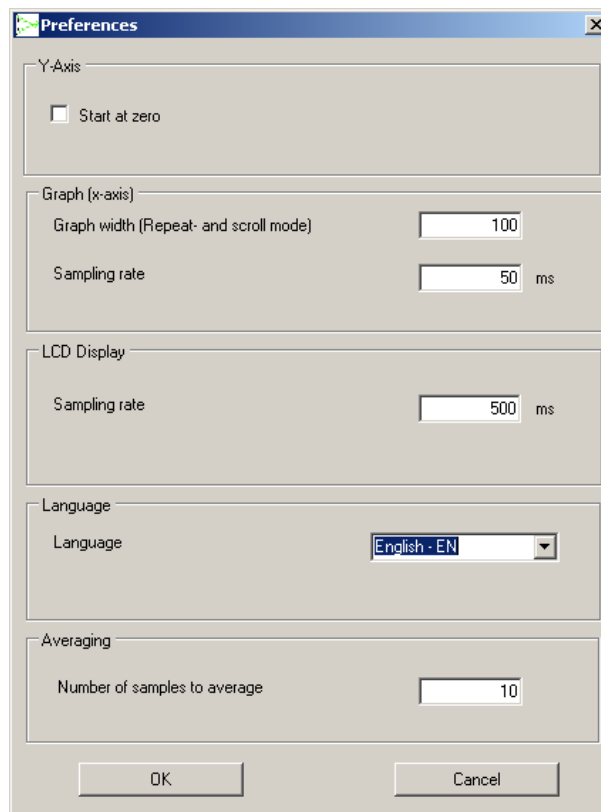 Preferences
Y-Axis
Start at zero
Graph (x-axis)
Graph width (Repeat- and scroll mode) 100
Sampling rate 50 ms
LCD Display
Sampling rate 500 ms
Language
Language English - EN
Averaging
Number of samples to average 10
OK Cancel